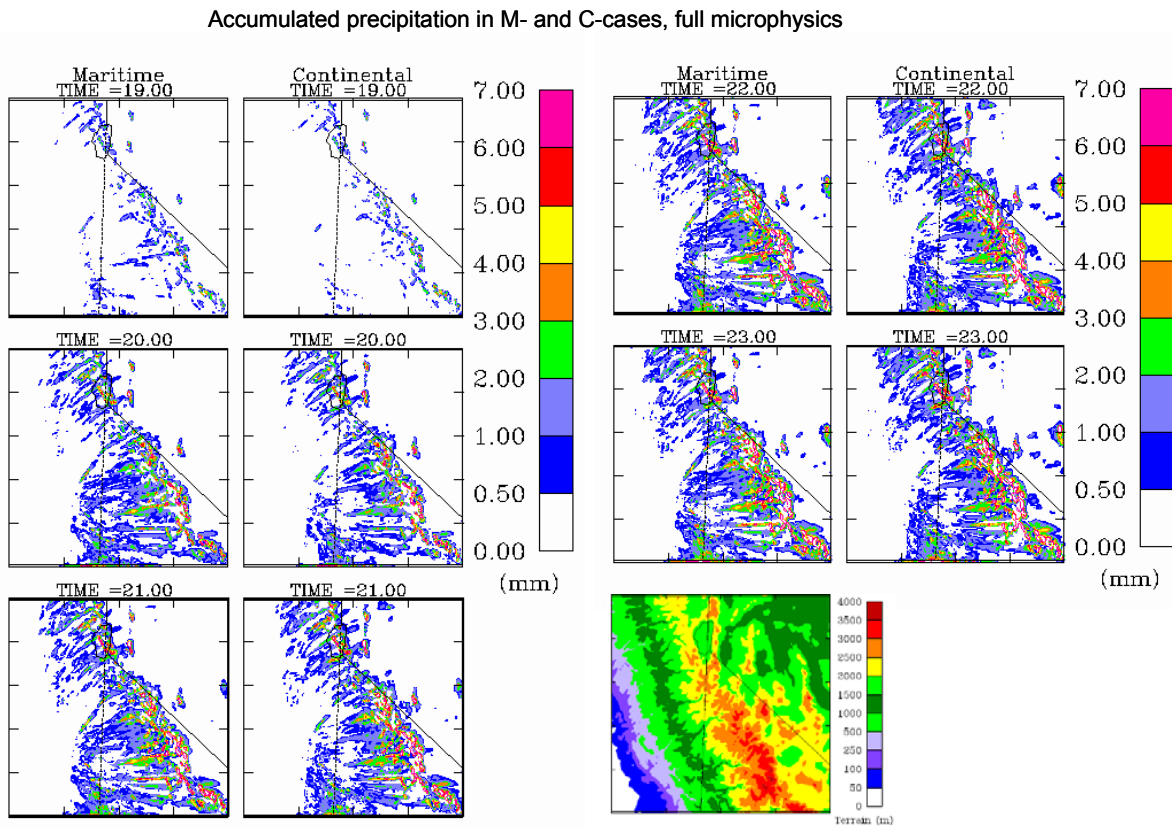 Accumulated precipitation in M- and C-cases, full microphysics
Maritime
TIME =19.00
Continental
TIME =19.00
7.00
6.00
5.00
4.00
3.00
2.00
1.00
0.50
0.00
(mm)
TIME =20.00
TIME =20.00
TIME =21.00
TIME =21.00
Maritime
TIME =22.00
Continental
TIME =22.00
7.00
6.00
5.00
4.00
3.00
2.00
1.00
0.50
0.00
(mm)
TIME =23.00
TIME =23.00
4000
3500
3000
2500
2000
1500
1000
500
250
100
50
0
Terrain (m)